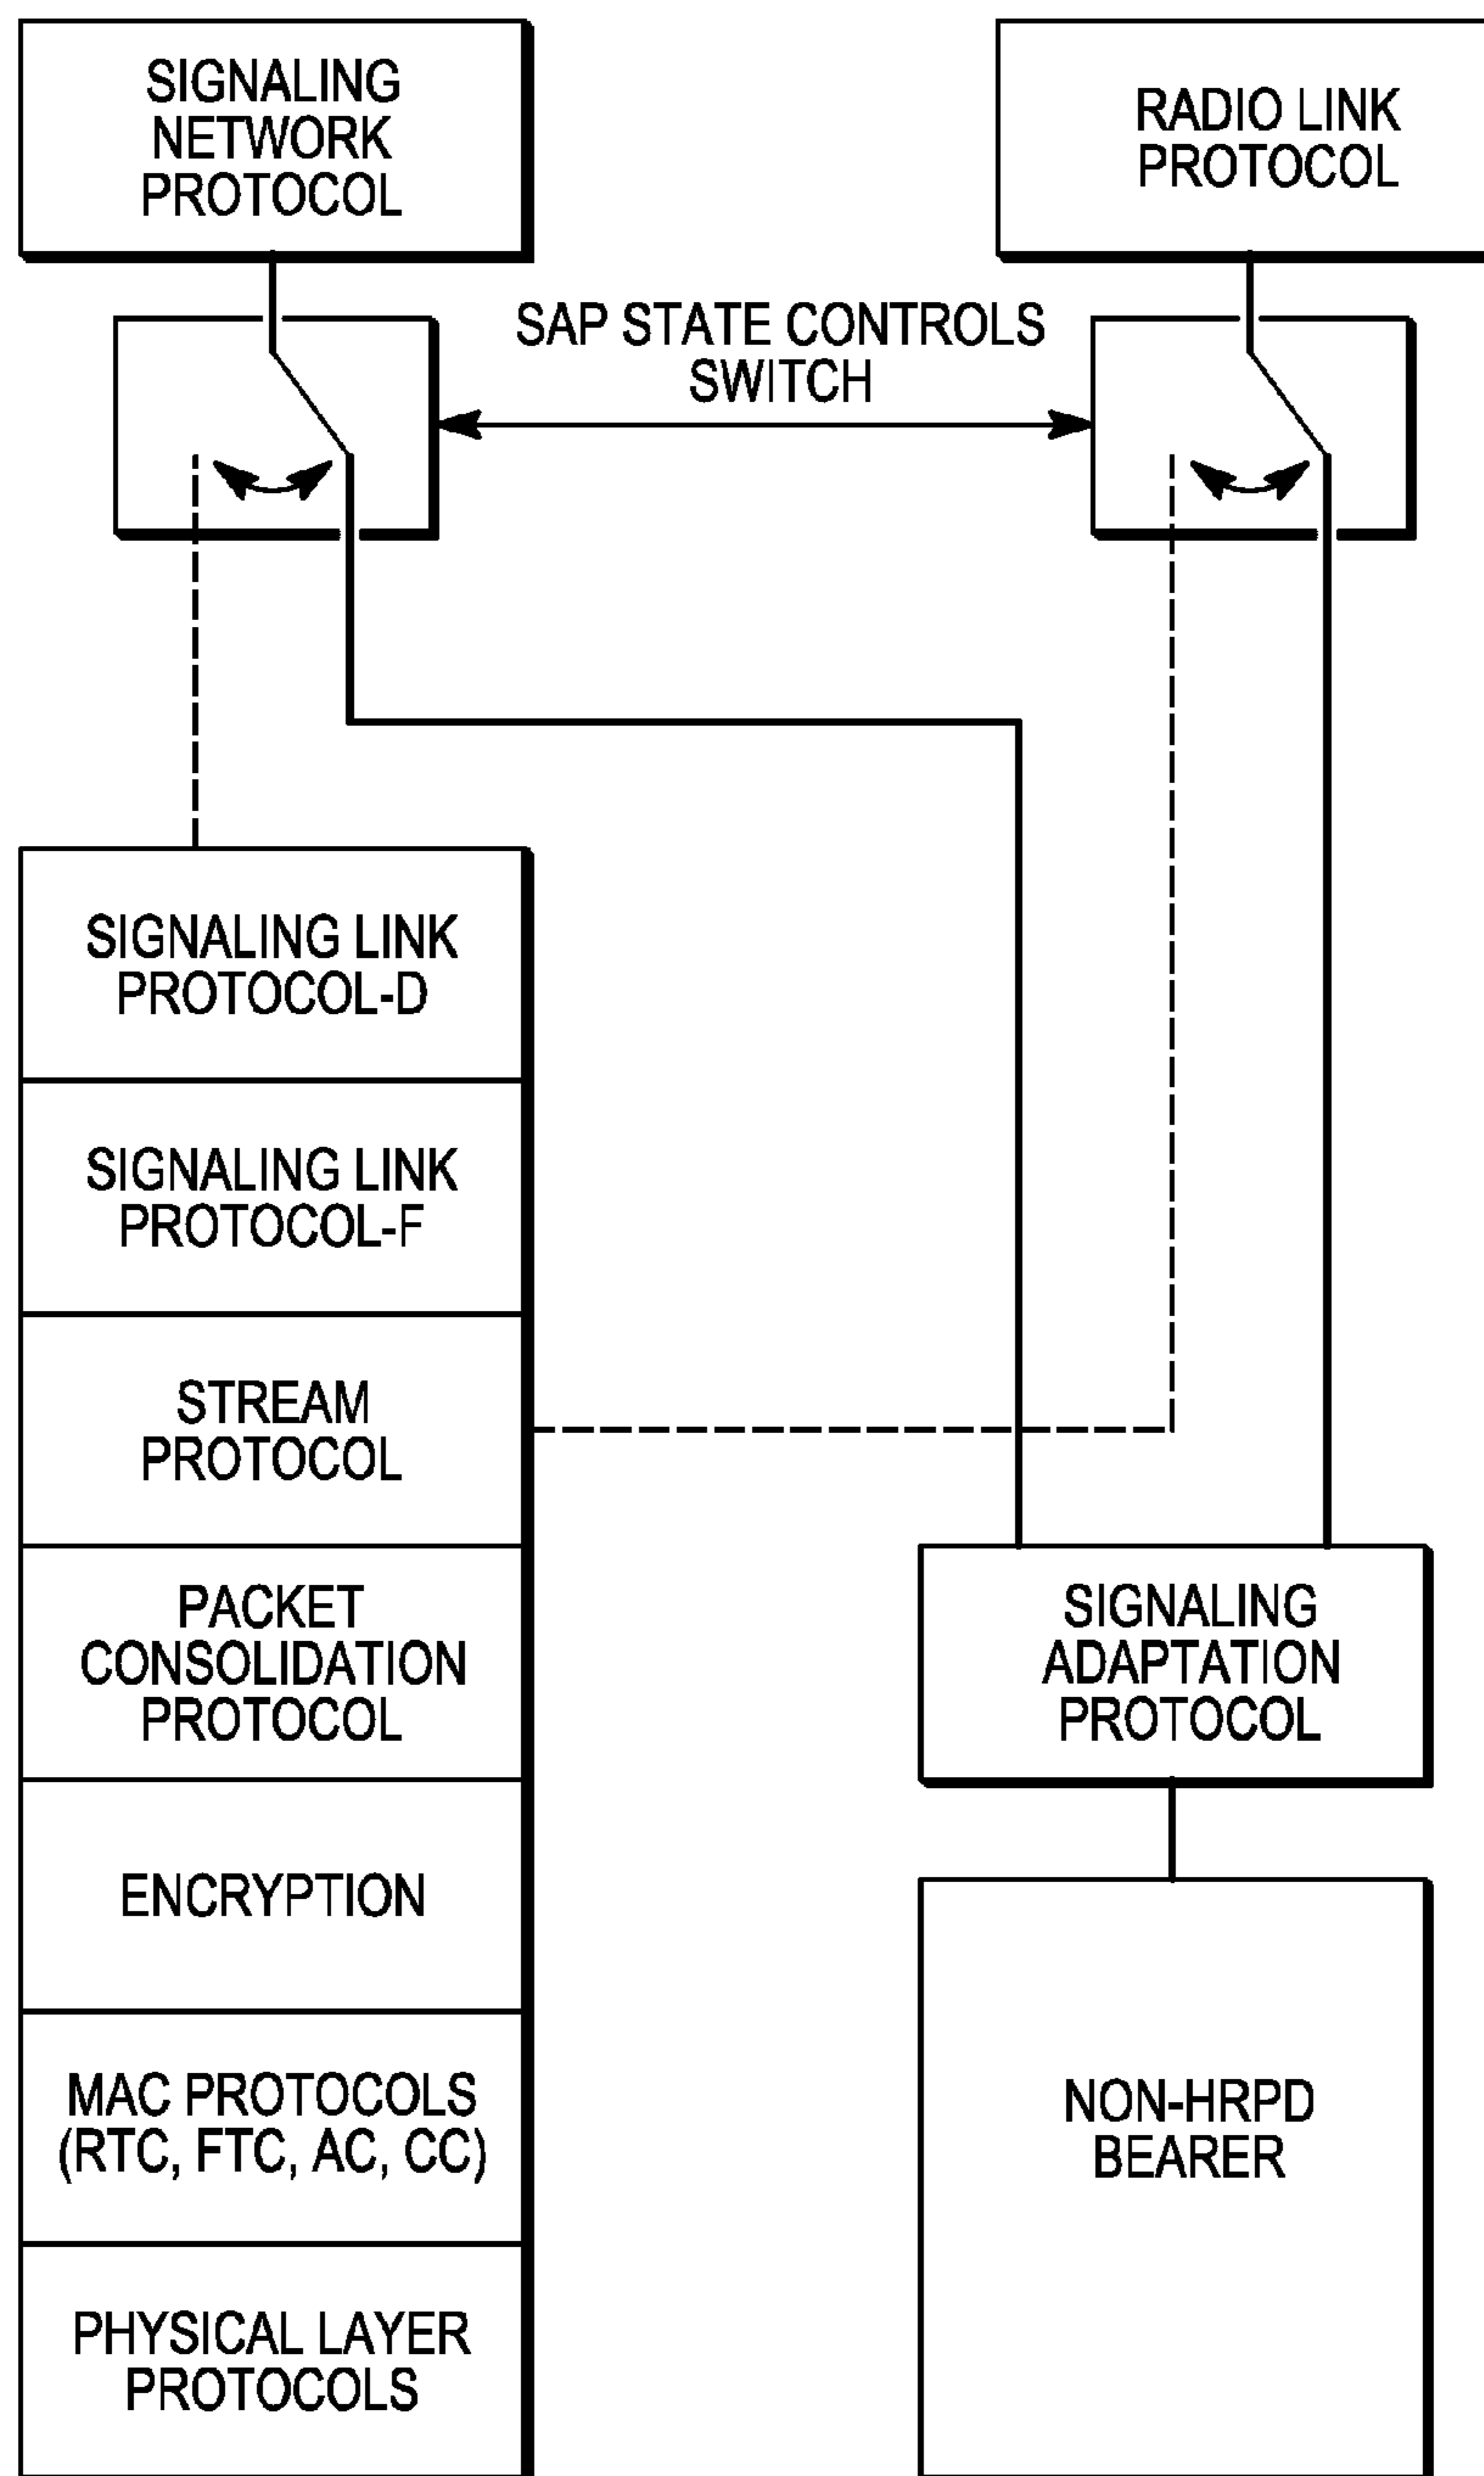 SIGNALING
NETWORK
PROTOCOL
RADIO LINK
PROTOCOL
SAP STATE CONTROLS
SWITCH
SIGNALING LINK
PROTOCOL-D
SIGNALING LINK
PROTOCOL-F
STREAM
PROTOCOL
PACKET
CONSOLIDATION
PROTOCOL
SIGNALING
ADAPTATION
PROTOCOL
ENCRYPTION
MAC PROTOCOLS
(RTC, FTC, AC, CC)
NON-HRPD
BEARER
PHYSICAL LAYER
PROTOCOLS